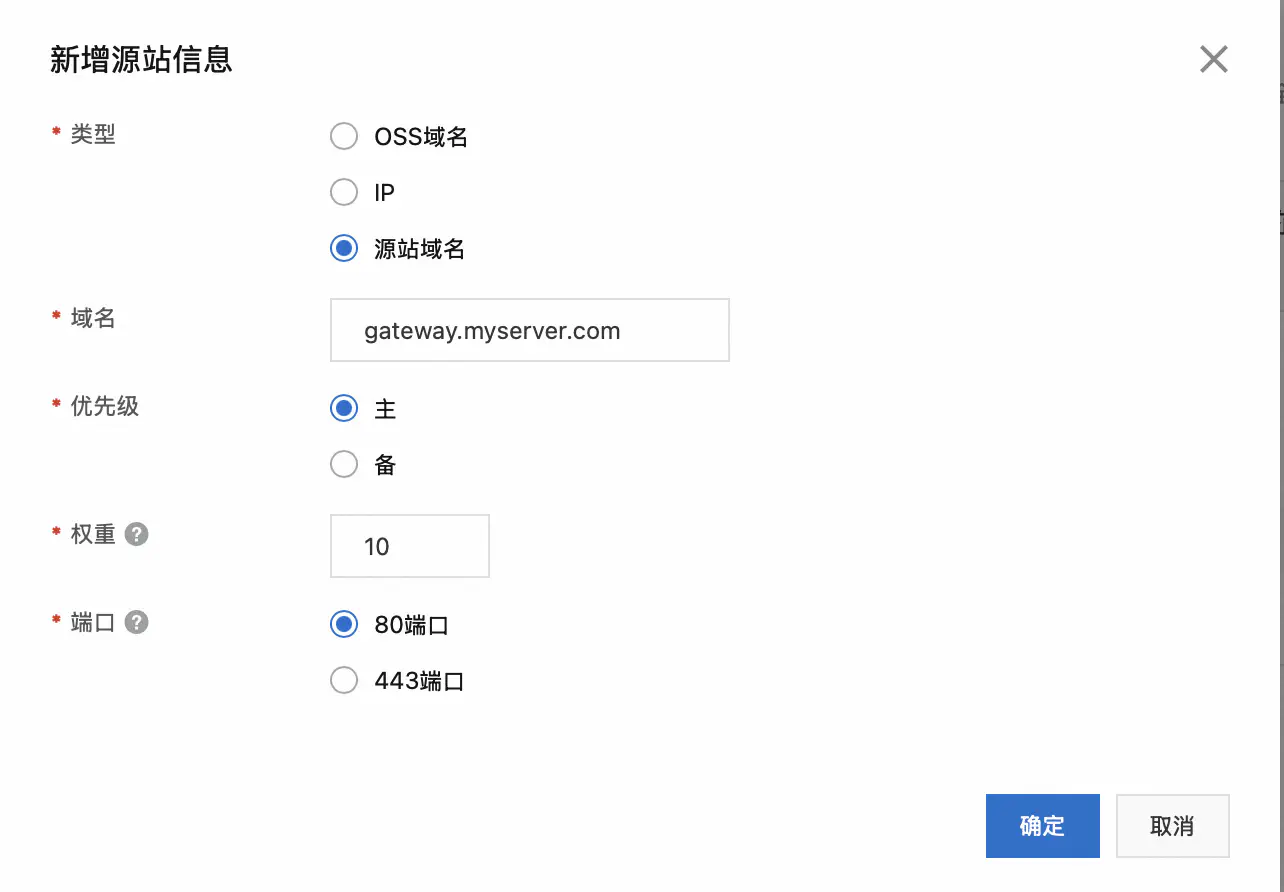 新增源站信息
* 类型
OSS域名
IP
源站域名
* 域名
gateway.myserver.com
* 优先级
主
备
* 权重 ?
10
* 端口 ?
80端口
443端口
确定 取消